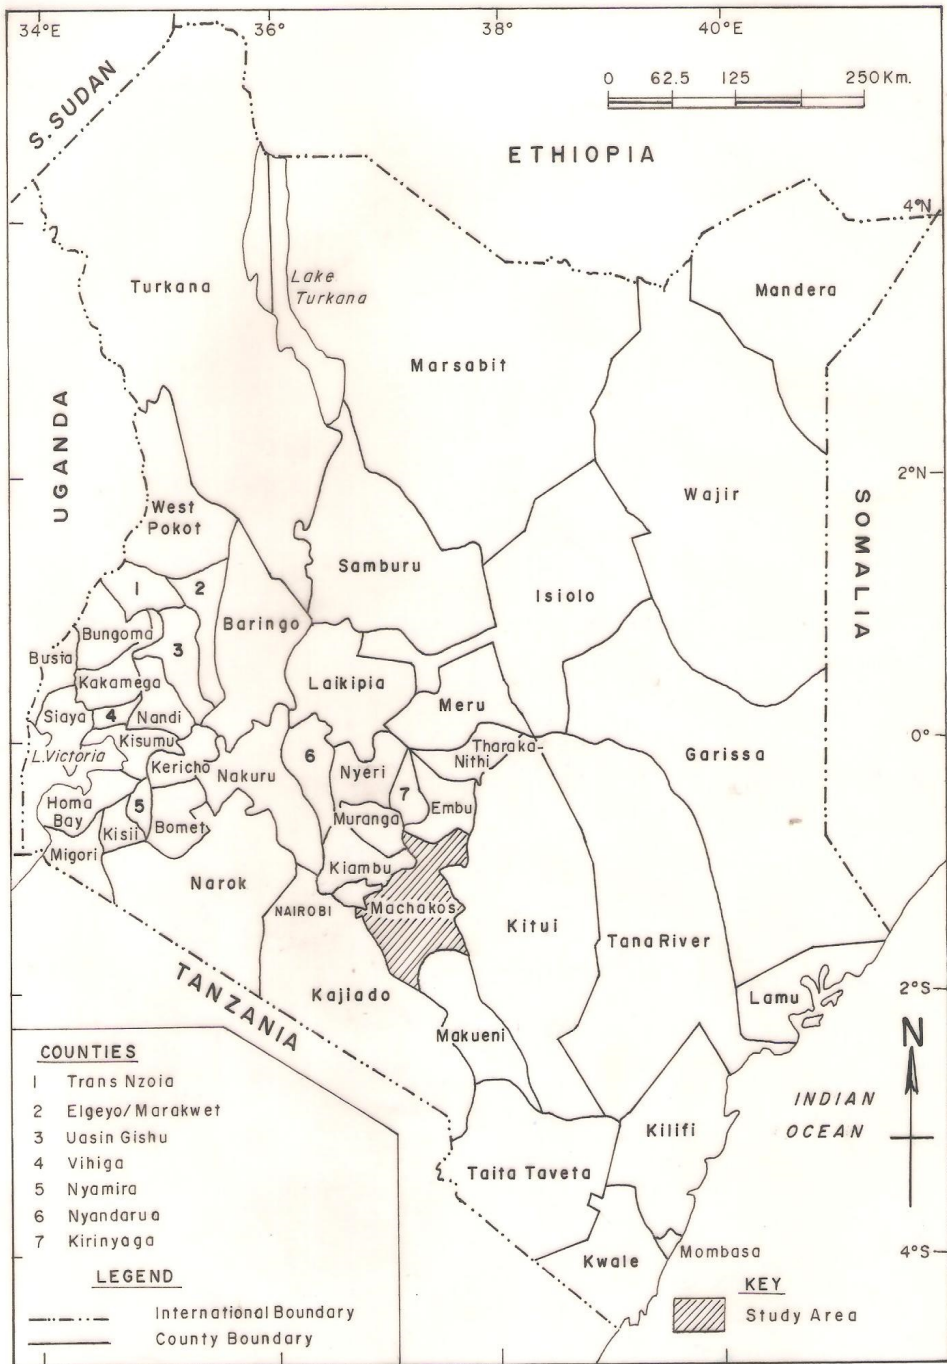 34°E 36° 38° 40°E
0 62.5 125 250 Km.
S. SUDAN
ETHIOPIA
4°N
Turkana
Lake
Turkana
Mandera
Marsabit
UGANDA
2°N
Wajir
SOMALIA
West
Pokot
Samburu
Isiolo
1
2
Baringo
Bungoma
3
Busia
Kakamega
Laikipia
Meru
Siaya
4
Nandi
0°
Kisumu
L. Victoria
Tharaka-
Nithi
Garissa
Kericho
Nakuru
6
Nyeri
7
Embu
Homa
Bay
5
Kisii
Bomet
Muranga
Migori
Kiambu
Narok
NAIROBI
Machakos
Kitui
Tana River
TANZANIA
Kajiado
Lamu
2°S
Makueni
N
COUNTIES
1 Trans Nzoia
2 Elgeyo/Marakwet
3 Uasin Gishu
4 Vihiga
5 Nyamira
6 Nyandarua
7 Kirinyaga
INDIAN
OCEAN
Kilifi
Taita Taveta
Kwale
Mombasa
4°S
LEGEND
International Boundary
County Boundary
KEY
Study Area